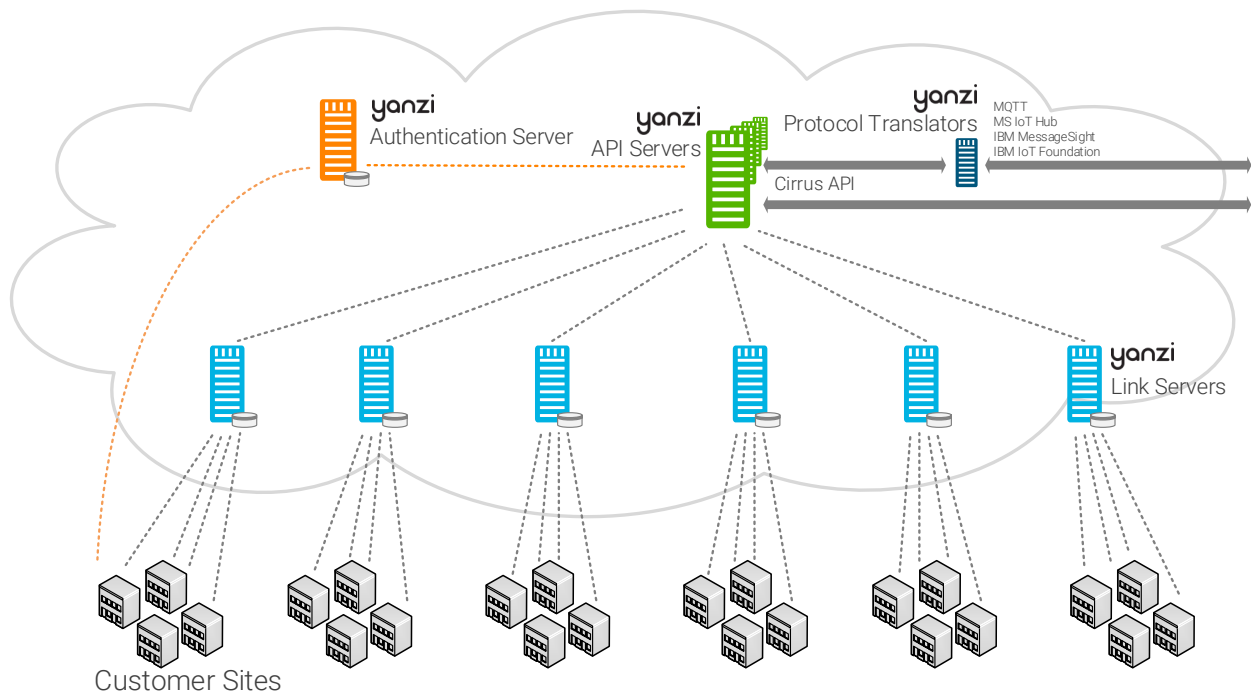 yanzi
Authentication Server
yanzi
API Servers
yanzi
Protocol Translators
MQTT
MS IoT Hub
IBM MessageSight
IBM IoT Foundation
Cirrus API
yanzi
Link Servers
Customer Sites